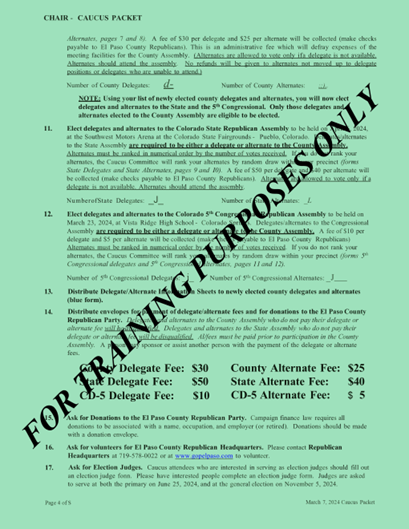 CHAIR - CAUCUS PACKET
Alternates, pages 7 and 8). A fee of $30 per delegate and $25 per alternate will be collected (make checks
payable to El Paso County Republicans). This is an administrative fee which will defray expenses of the
meeting facilities for the County Assembly. (Alternates are allowed to vote only if a delegate is not available.
Alternates should attend the assembly. No refunds will be given to alternates not moved up to delegate
positions or delegates who are unable to attend.)
Number of County Delegates: Number of County Alternates:
NOTE: Using your list of newly elected county delegates and alternates, you will now elect
delegates and alternates to the State and the 5th Congressional. Only those delegates and
alternates elected to the County Assembly are eligible to be elected.
11. Elect delegates and alternates to the Colorado State Republican Assembly to be held on 2024,
at the Southwest Motors Arena at the Colorado State Fairgrounds - Pueblo, Colorado.
to the State Assembly are required to be either a delegate or alternate to the County Assembly.
Alternates must be ranked in numerical order by the number of votes received. If you do not rank your
alternates, the Caucus Committee will rank your alternates by random draw within your precinct (forms
State Delegates and State Alternates, pages 9 and 10). A fee of $50 per delegate and $40 per alternate will
be collected (make checks payable to El Paso County Republicans). Alternates are allowed to vote only if a
delegate is not available. Alternates should attend the assembly.
NumberofState Delegates: Number of State Alternates:
12. Elect delegates and alternates to the Colorado 5th Congressional Republican Assembly to be held on
March 23, 2024, at Vista Ridge High School - Colorado Springs. Delegates/alternates to the Congressional
Assembly are required to be either a delegate or alternate to the County Assembly. A fee of $10 per
delegate and $5 per alternate will be collected (make checks payable to El Paso County Republicans)
Alternates must be ranked in numerical order by the number of votes received. If you do not rank your
alternates, the Caucus Committee will rank your alternates by random draw within your precinct (forms 5th
Congressional delegates and 5th Congressional Alternates, pages 11 and 12).
Number of 5th Congressional Delegates: Number of 5th Congressional Alternates:
13. Distribute Delegate/Alternate Information Sheets to newly elected county delegates and alternates
(blue form).
14. Distribute envelopes for payment of delegate/alternate fees and for donations to the El Paso County
Republican Party. Delegates and alternates to the County Assembly who do not pay their delegate or
alternate fee will be disqualified. Delegates and alternates to the State Assembly who do not pay their
delegate or alternate fee will be disqualified. All fees must be paid prior to participation in the County
Assembly. A person may sponsor or assist another person with the payment of the delegate or alternate
fees.
County Delegate Fee: $30 County Alternate Fee: $25
State Delegate Fee: $50 State Alternate Fee: $40
CD-5 Delegate Fee: $10 CD-5 Alternate Fee: $ 5
15. Ask for Donations to the El Paso County Republican Party. Campaign finance law requires all
donations to be associated with a name, occupation, and employer (or retired). Donations should be made
with a donation envelope.
16. Ask for volunteers for El Paso County Republican Headquarters. Please contact Republican
Headquarters at 719-578-0022 or at www.gopelpaso.com to volunteer.
17. Ask for Election Judges. Caucus attendees who are interested in serving an election judges should fill out
an election judge form. Please have interested people complete an election judge form. Judges are asked
to serve at both the primary on June 25, 2024, and at the general election on November 5, 2024.
Page 4 of 8 March 7, 2024 Caucus Packet
FOR TRAINING PURPOSES ONLY